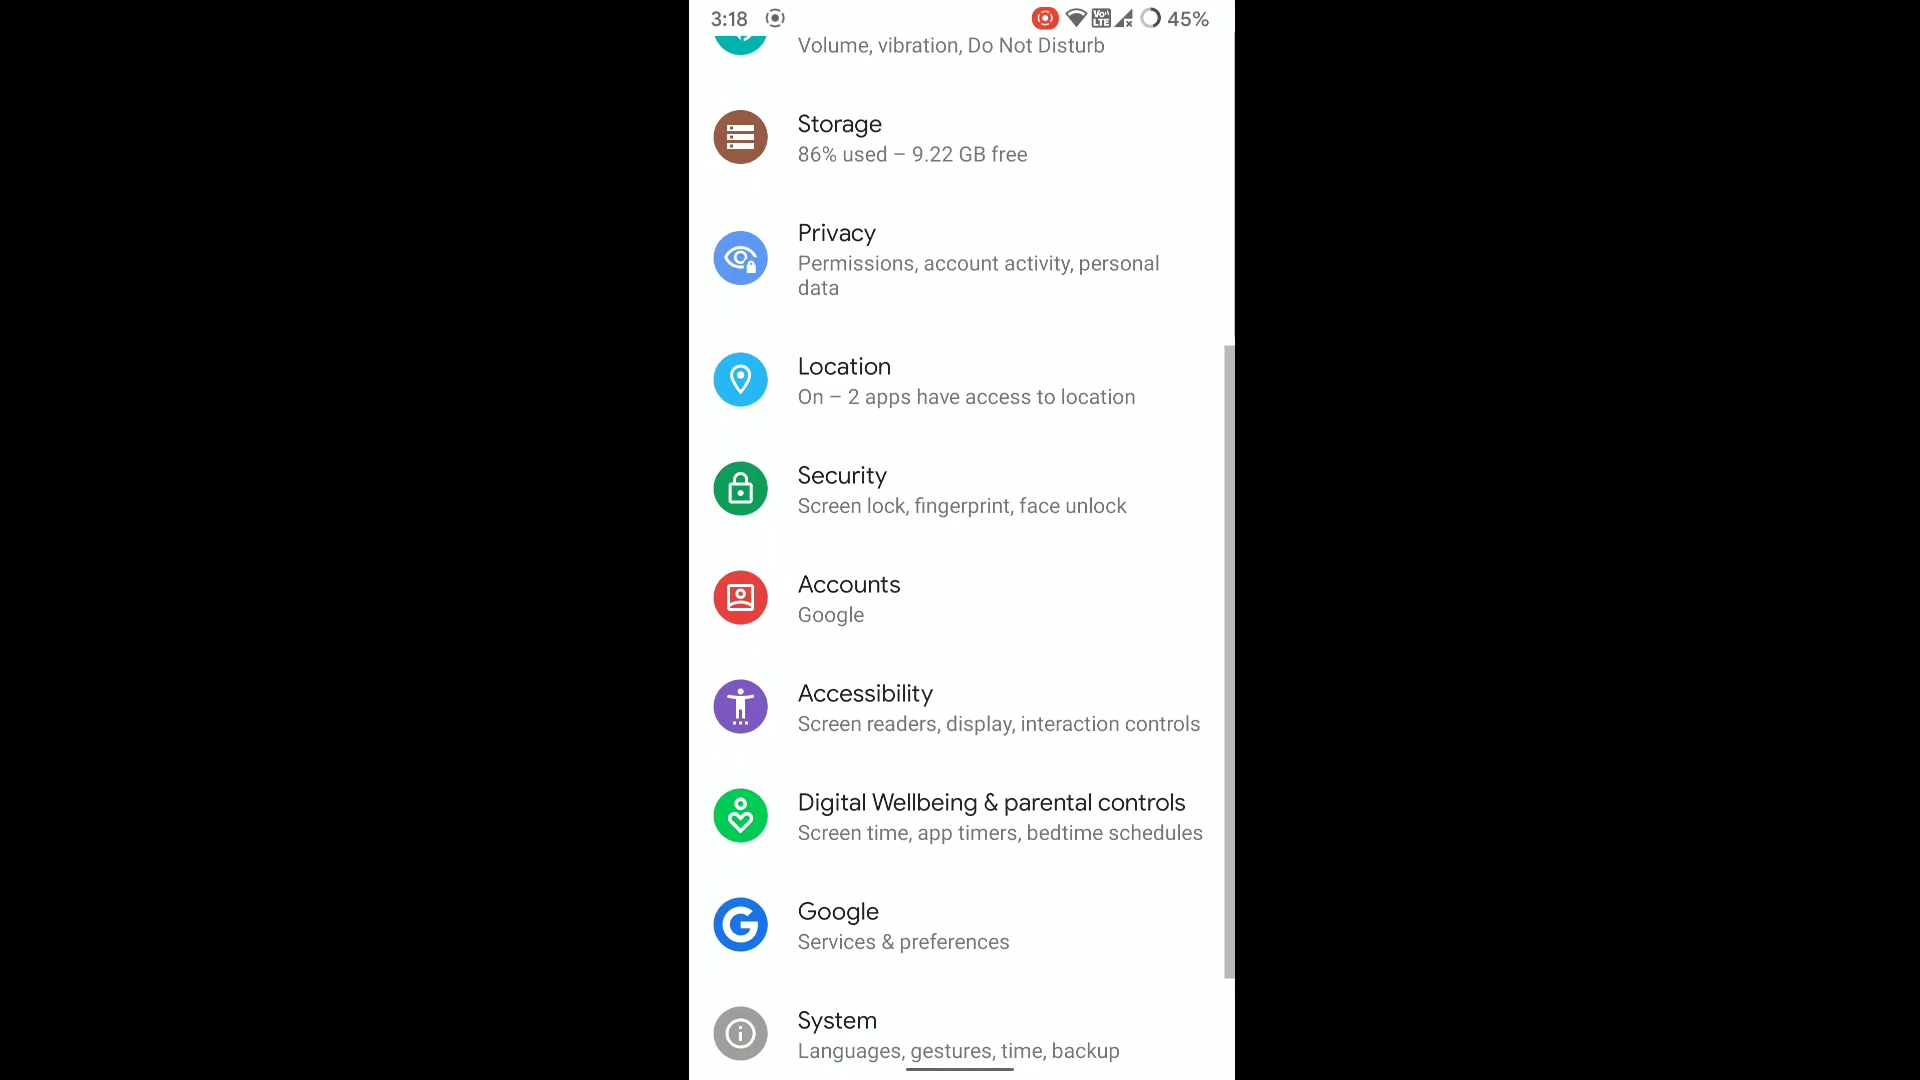 3:18 45%
Volume, vibration, Do Not Disturb
Storage
86% used – 9.22 GB free
Privacy
Permissions, account activity, personal
data
Location
On – 2 apps have access to location
Security
Screen lock, fingerprint, face unlock
Accounts
Google
Accessibility
Screen readers, display, interaction controls
Digital Wellbeing & parental controls
Screen time, app timers, bedtime schedules
Google
Services & preferences
System
Languages, gestures, time, backup